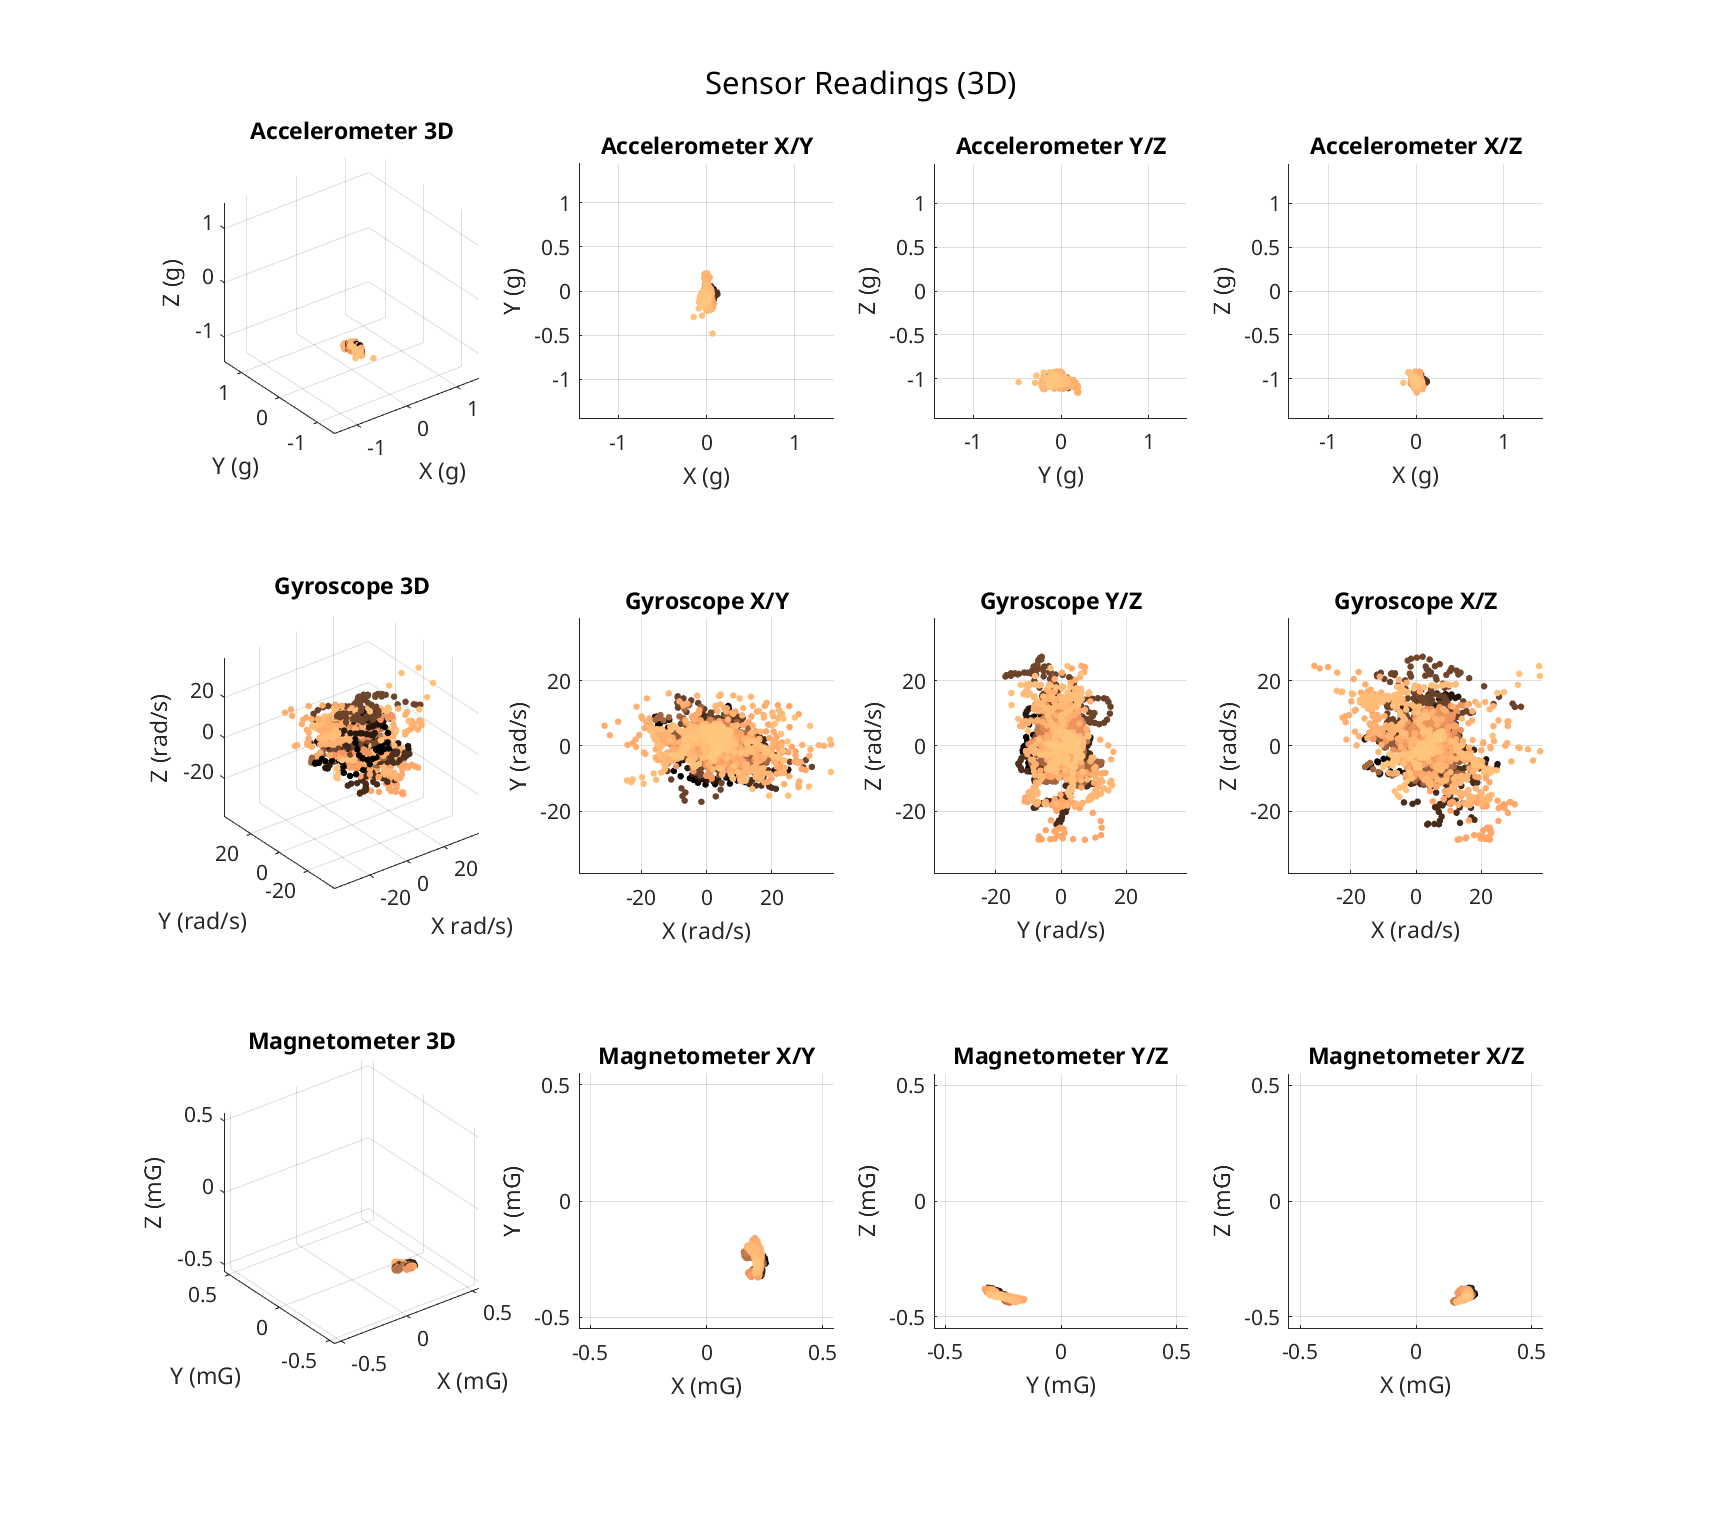 Sensor Readings (3D)
Accelerometer 3D
1
0
-1
Z (g)
1
0
-1
Y (g)
-1
0
1
X (g)
Accelerometer X/Y
1
0.5
0
-0.5
-1
Y (g)
-1
0
1
X (g)
Accelerometer Y/Z
1
0.5
0
-0.5
-1
Z (g)
-1
0
1
Y (g)
Accelerometer X/Z
1
0.5
0
-0.5
-1
Z (g)
-1
0
1
X (g)
Gyroscope 3D
20
0
-20
Z (rad/s)
20
0
-20
Y (rad/s)
-20
0
20
X rad/s)
Gyroscope X/Y
20
0
-20
Y (rad/s)
-20
0
20
X (rad/s)
Gyroscope Y/Z
20
0
-20
Z (rad/s)
-20
0
20
Y (rad/s)
Gyroscope X/Z
20
0
-20
Z (rad/s)
-20
0
20
X (rad/s)
Magnetometer 3D
0.5
0
-0.5
Z (mG)
0.5
0
-0.5
Y (mG)
-0.5
0
0.5
X (mG)
Magnetometer X/Y
0.5
0
-0.5
Y (mG)
-0.5
0
0.5
X (mG)
Magnetometer Y/Z
0.5
0
-0.5
Z (mG)
-0.5
0
0.5
Y (mG)
Magnetometer X/Z
0.5
0
-0.5
Z (mG)
-0.5
0
0.5
X (mG)